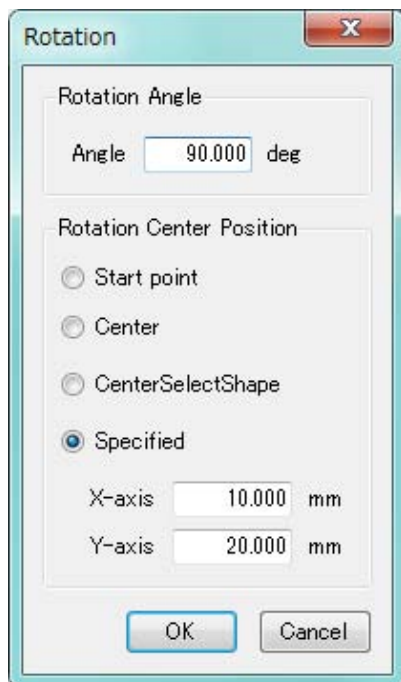 Rotation
Rotation Angle
Angle 90.000 deg
Rotation Center Position
Start point
Center
CenterSelectShape
Specified
X-axis 10.000 mm
Y-axis 20.000 mm
OK Cancel